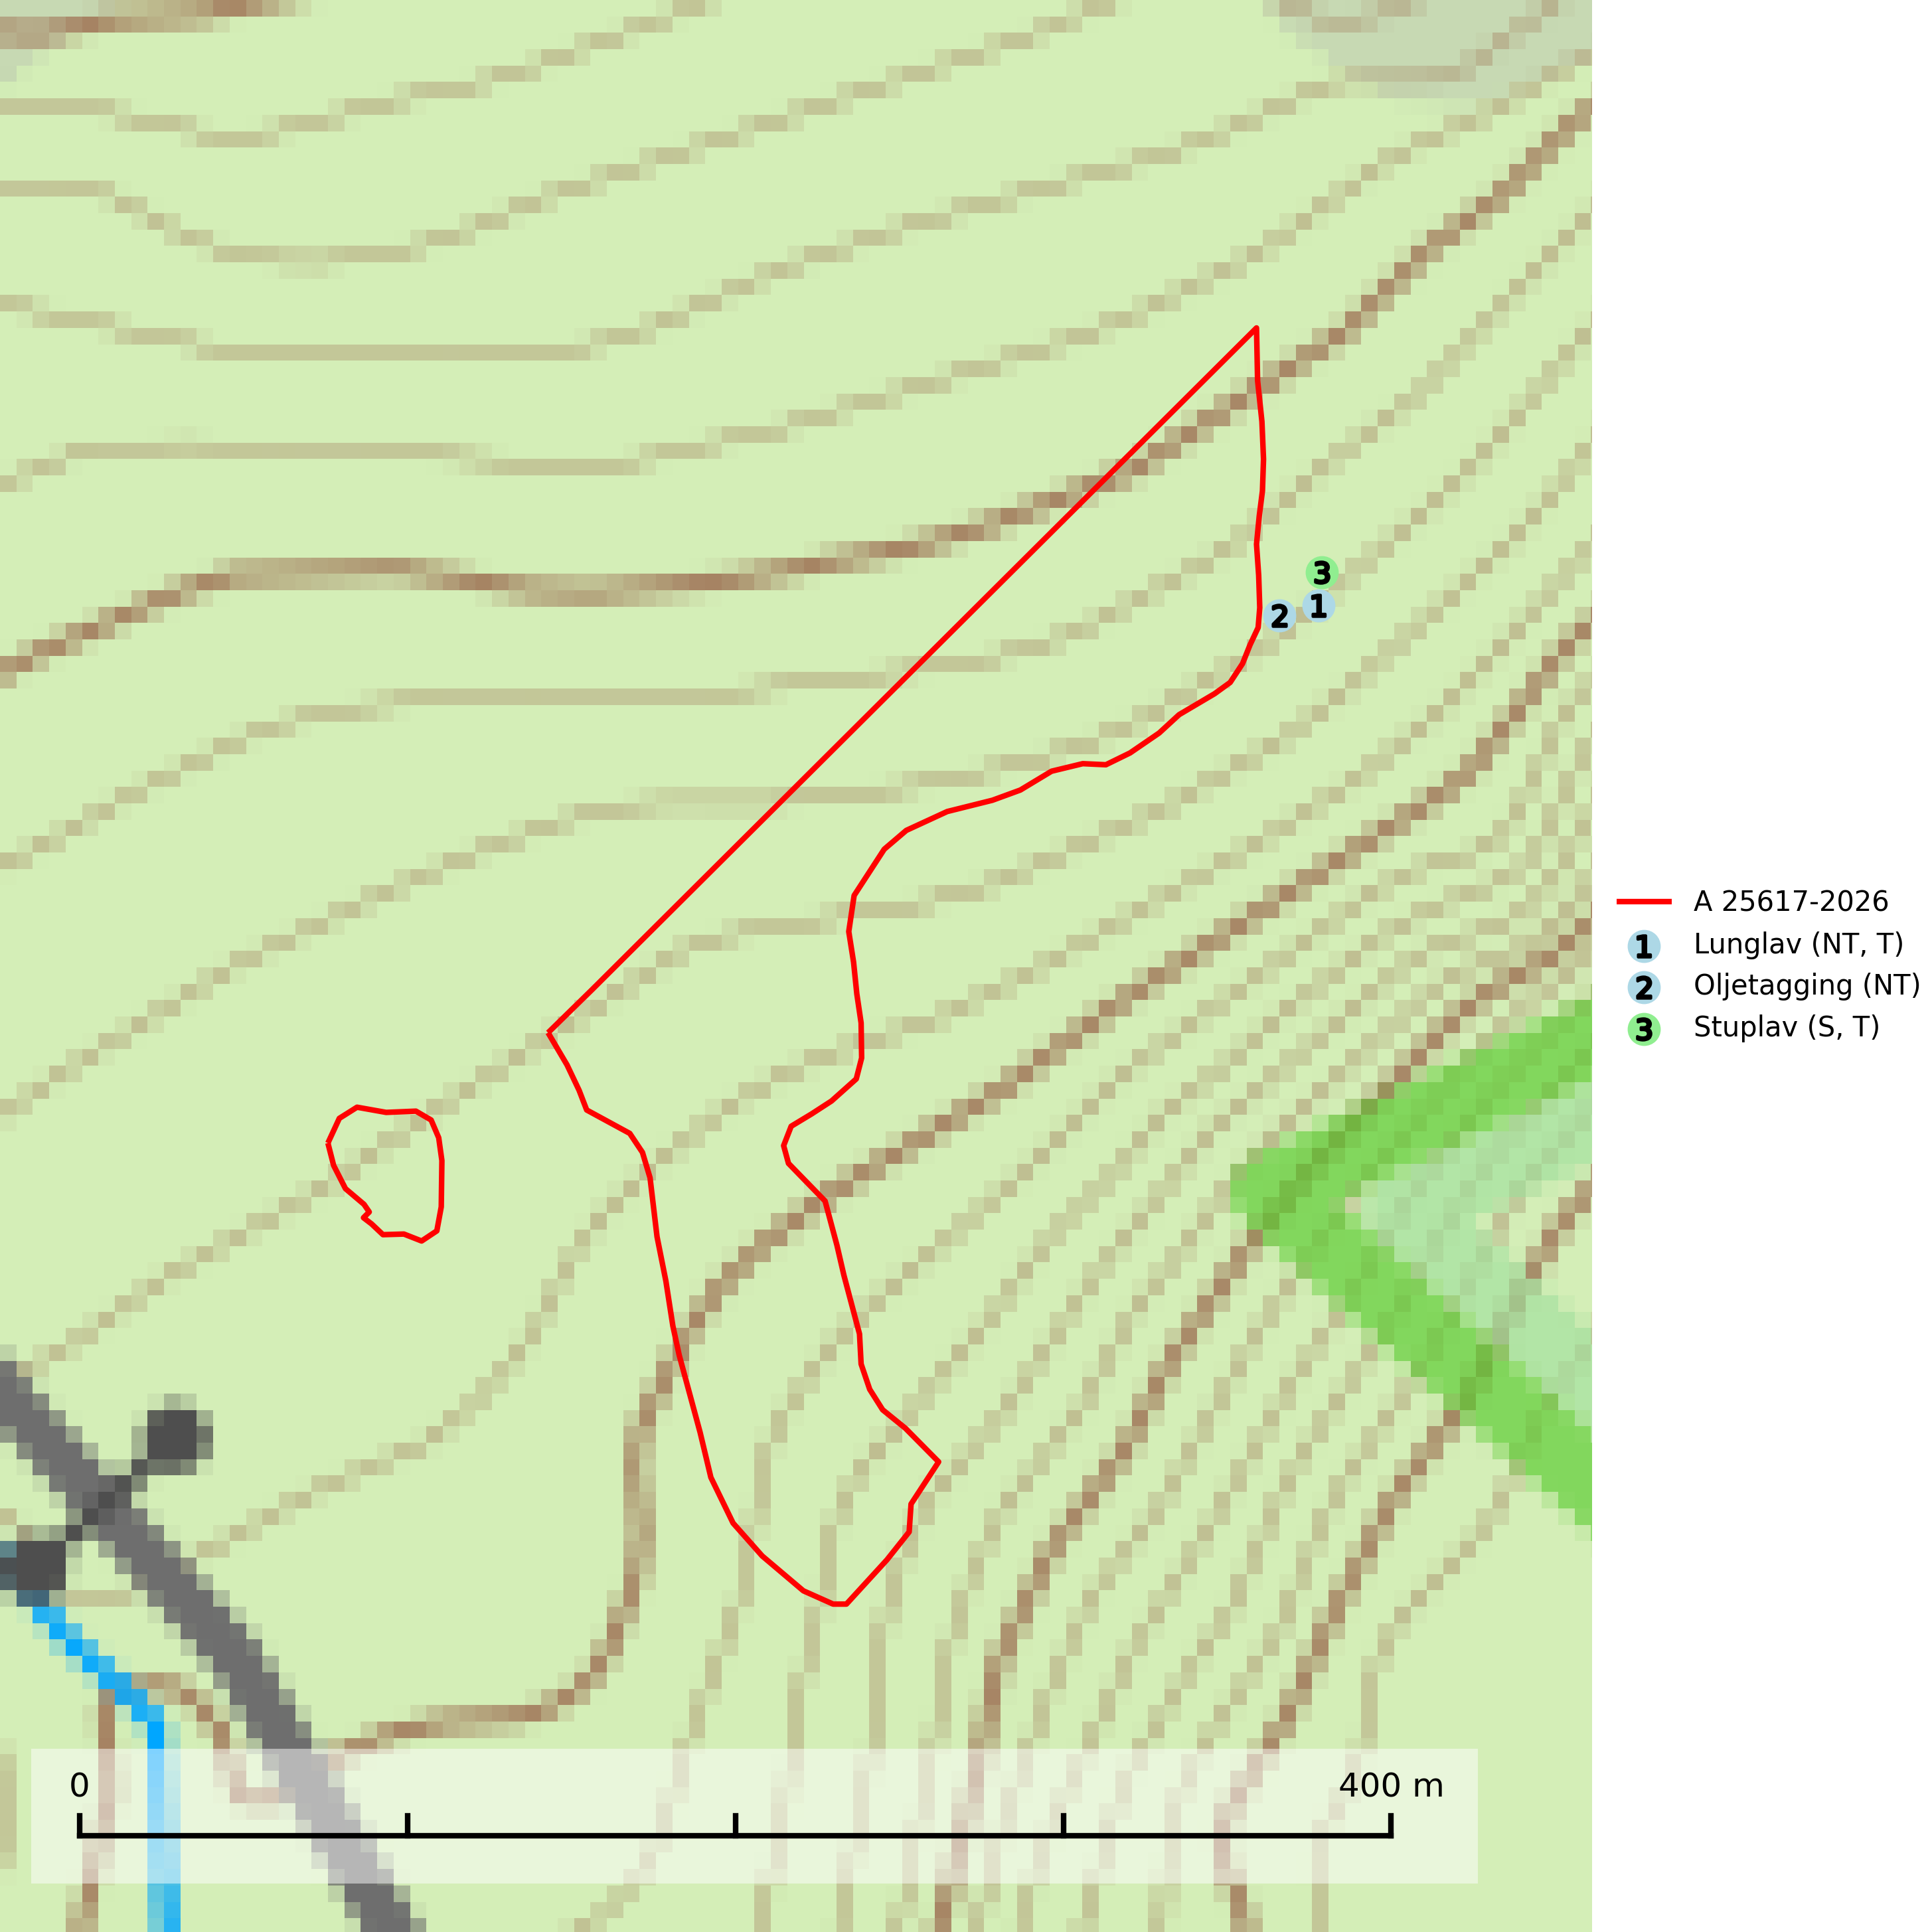 3
2 1
A 25617-2026
1 Lunglav (NT, T)
2 Oljetagging (NT)
3 Stuplav (S, T)
0 400 m